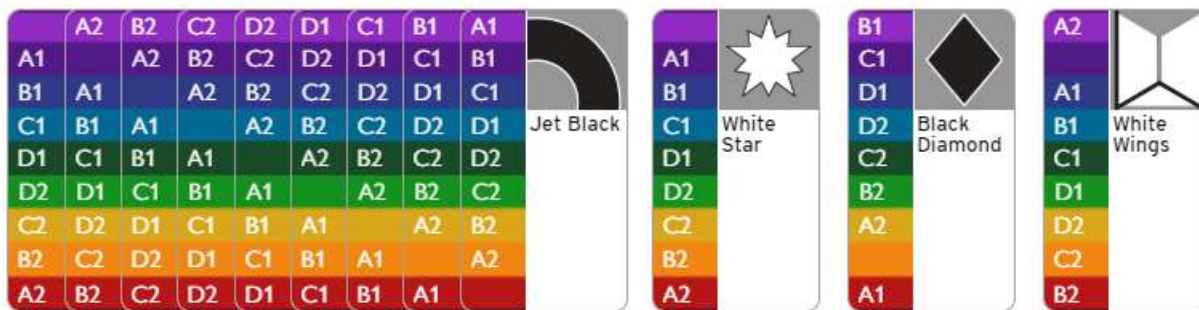 A2 B2 C2 D2 D1 C1 B1 A1
A1 A2 B2 C2 D2 D1 C1 B1
B1 A1 A2 B2 C2 D2 D1 C1
C1 B1 A1 A2 B2 C2 D2 D1
D1 C1 B1 A1 A2 B2 C2 D2
D2 D1 C1 B1 A1 A2 B2 C2
C2 D2 D1 C1 B1 A1 A2 B2
B2 C2 D2 D1 C1 B1 A1 A2
A2 B2 C2 D2 D1 C1 B1 A1
Jet Black
A1
B1
C1
D1
D2
C2
B2
A2
White
Star
B1
C1
D1
D2
C2
B2
A2
A1
Black
Diamond
A2
A1
B1
C1
D1
D2
C2
B2
White
Wings